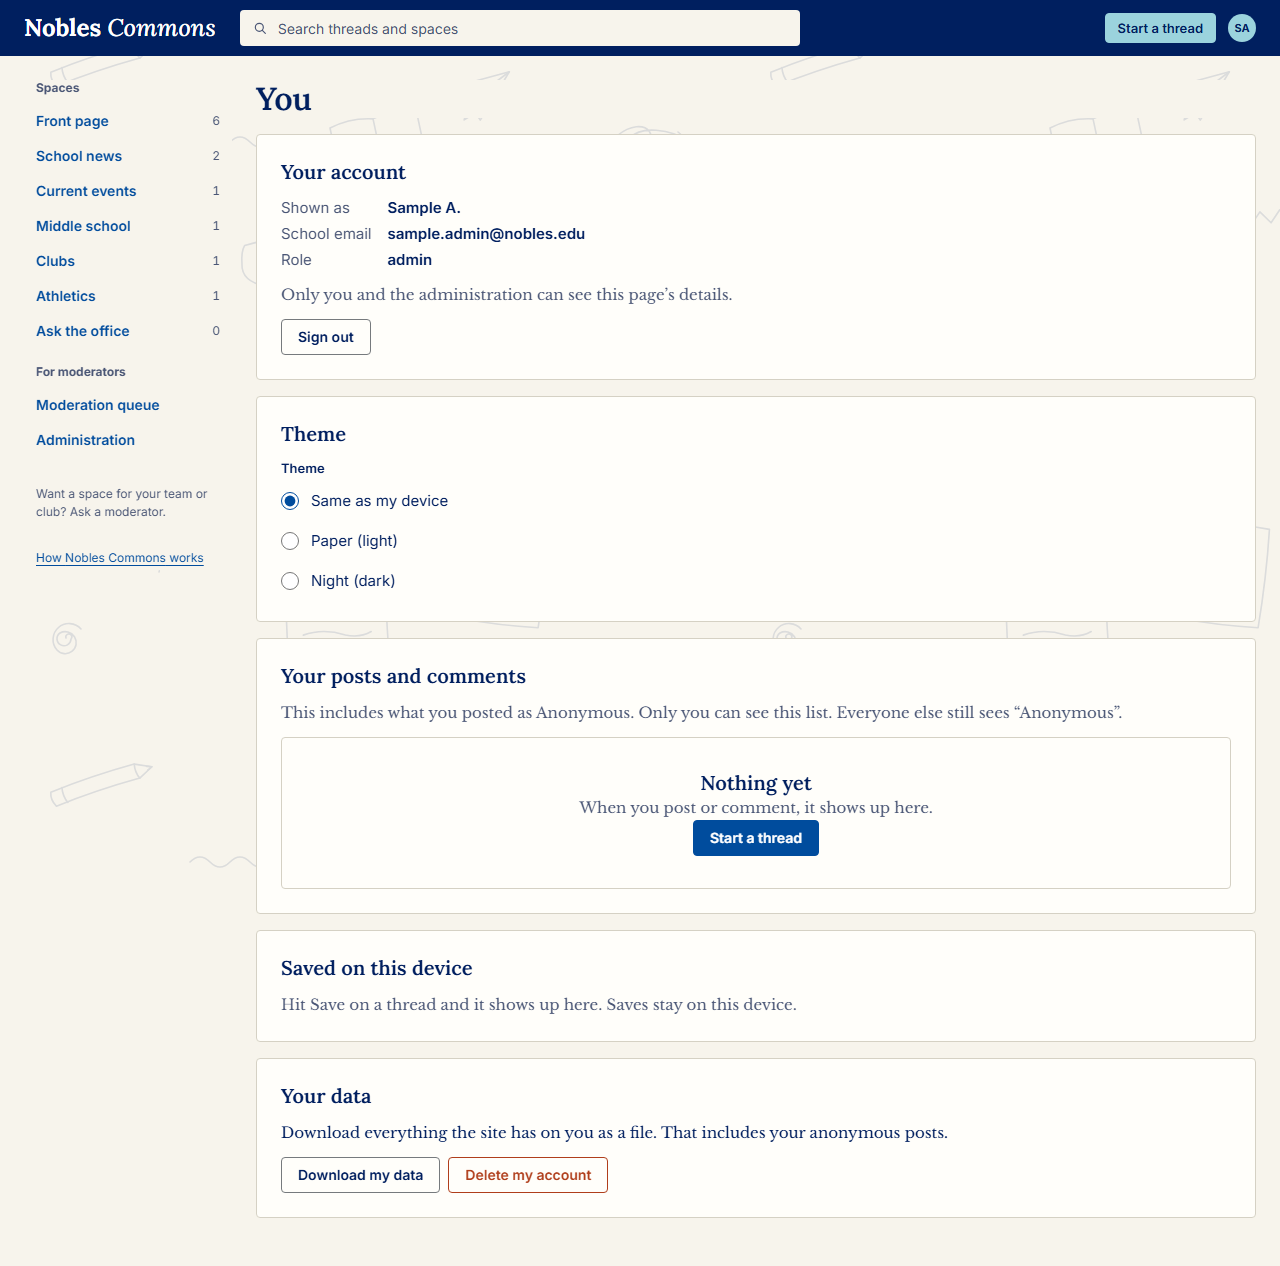 Nobles Commons
Search threads and spaces
Start a thread
SA
Spaces
Front page 6
School news 2
Current events 1
Middle school 1
Clubs 1
Athletics 1
Ask the office 0
For moderators
Moderation queue
Administration
Want a space for your team or
club? Ask a moderator.
How Nobles Commons works
You
Your account
Shown as Sample A.
School email sample.admin@nobles.edu
Role admin
Only you and the administration can see this page’s details.
Sign out
Theme
Theme
Same as my device
Paper (light)
Night (dark)
Your posts and comments
This includes what you posted as Anonymous. Only you can see this list. Everyone else still sees “Anonymous”.
Nothing yet
When you post or comment, it shows up here.
Start a thread
Saved on this device
Hit Save on a thread and it shows up here. Saves stay on this device.
Your data
Download everything the site has on you as a file. That includes your anonymous posts.
Download my data
Delete my account